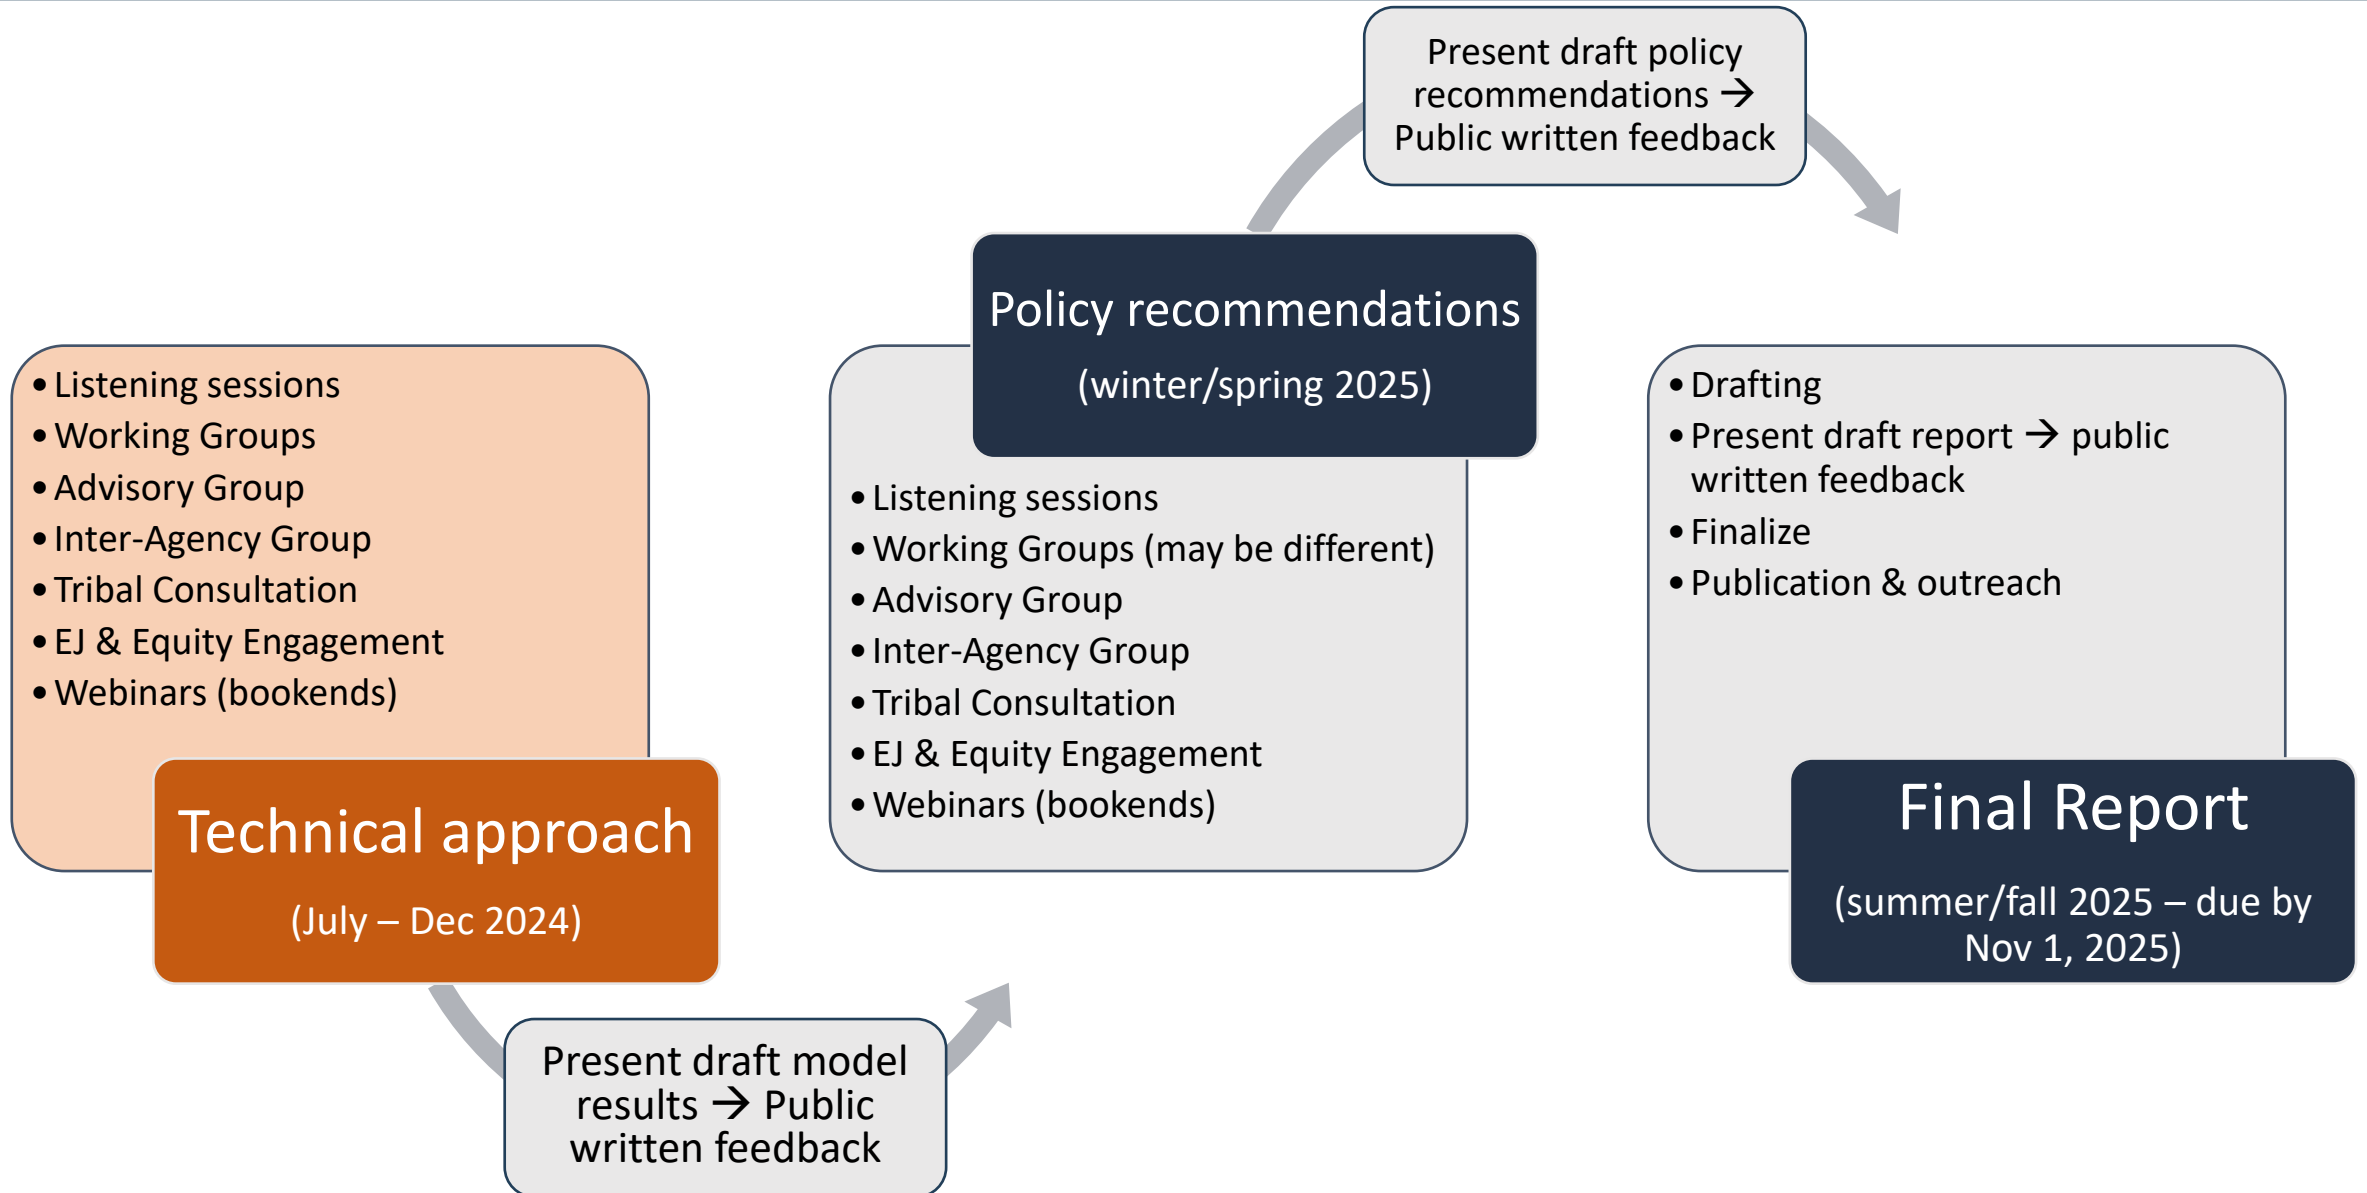 • Listening sessions
• Working Groups
• Advisory Group
• Inter-Agency Group
• Tribal Consultation
• EJ & Equity Engagement
• Webinars (bookends)
Technical approach
(July – Dec 2024)
Present draft model
results → Public
written feedback
Policy recommendations
(winter/spring 2025)
• Listening sessions
• Working Groups (may be different)
• Advisory Group
• Inter-Agency Group
• Tribal Consultation
• EJ & Equity Engagement
• Webinars (bookends)
Present draft policy
recommendations →
Public written feedback
• Drafting
• Present draft report → public
written feedback
• Finalize
• Publication & outreach
Final Report
(summer/fall 2025 – due by
Nov 1, 2025)